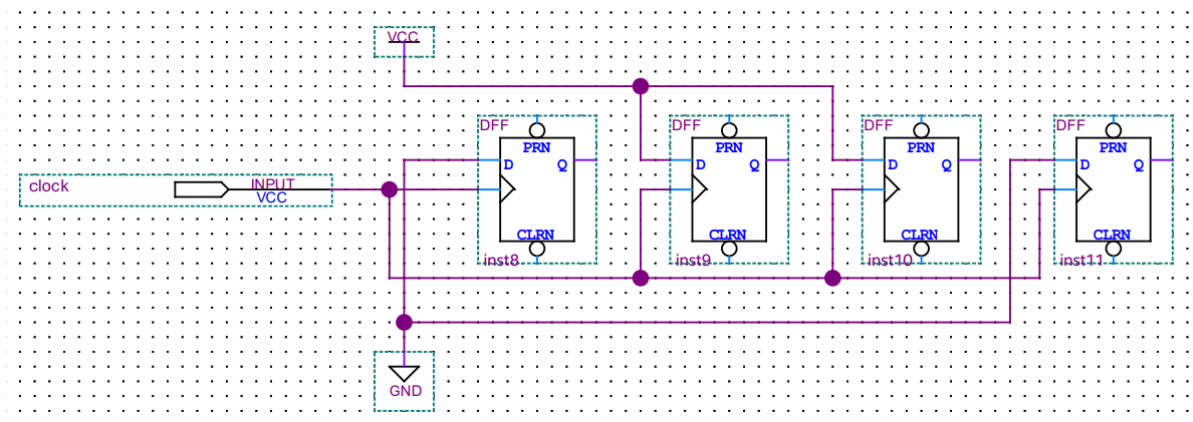 VCC
DFF DFF DFF DFF
PRN PRN PRN PRN
D Q D Q D Q D Q
clock INPUT
VCC
CLRN CLRN CLRN CLRN
inst8 inst9 inst10 inst11
GND